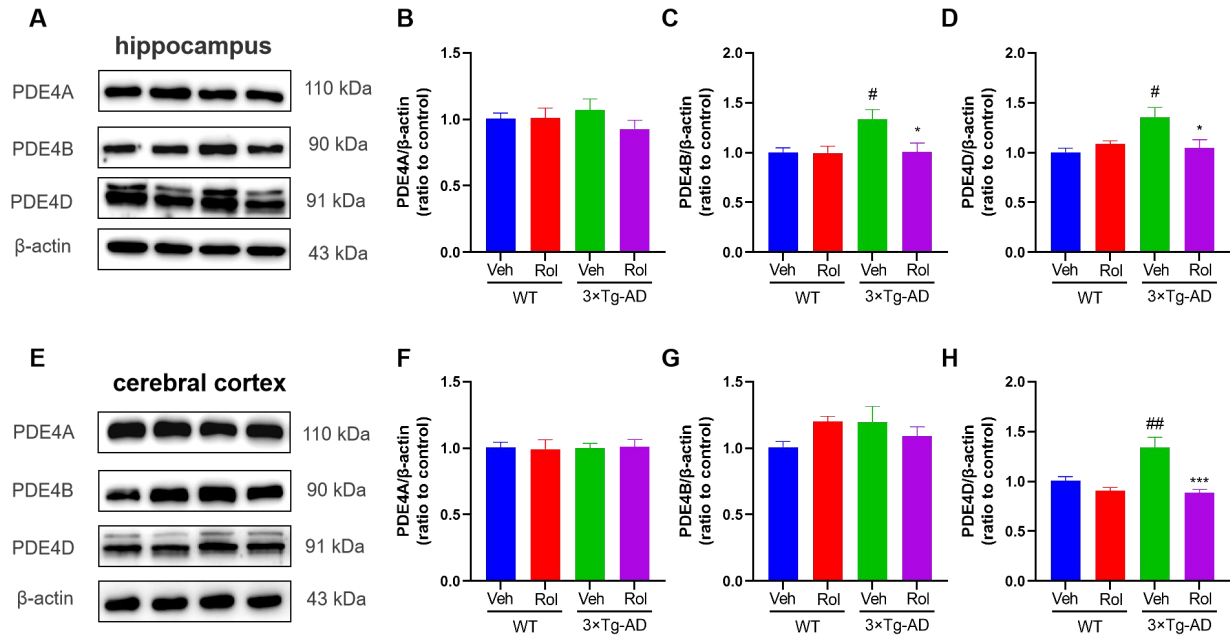 A
hippocampus
PDE4A
110 kDa
PDE4B
90 kDa
PDE4D
91 kDa
β-actin
43 kDa
B
PDE4A/β-actin
(ratio to control)
1.5
1.0
0.5
0.0
Veh Rol Veh Rol
WT 3×Tg-AD
C
PDE4B/β-actin
(ratio to control)
2.0
1.5
1.0
0.5
0.0
#
*
Veh Rol Veh Rol
WT 3×Tg-AD
D
PDE4D/β-actin
(ratio to control)
2.0
1.5
1.0
0.5
0.0
#
*
Veh Rol Veh Rol
WT 3×Tg-AD
E
cerebral cortex
PDE4A
110 kDa
PDE4B
90 kDa
PDE4D
91 kDa
β-actin
43 kDa
F
PDE4A/β-actin
(ratio to control)
1.5
1.0
0.5
0.0
Veh Rol Veh Rol
WT 3×Tg-AD
G
PDE4B/β-actin
(ratio to control)
1.5
1.0
0.5
0.0
Veh Rol Veh Rol
WT 3×Tg-AD
H
PDE4D/β-actin
(ratio to control)
2.0
1.5
1.0
0.5
0.0
##
***
Veh Rol Veh Rol
WT 3×Tg-AD